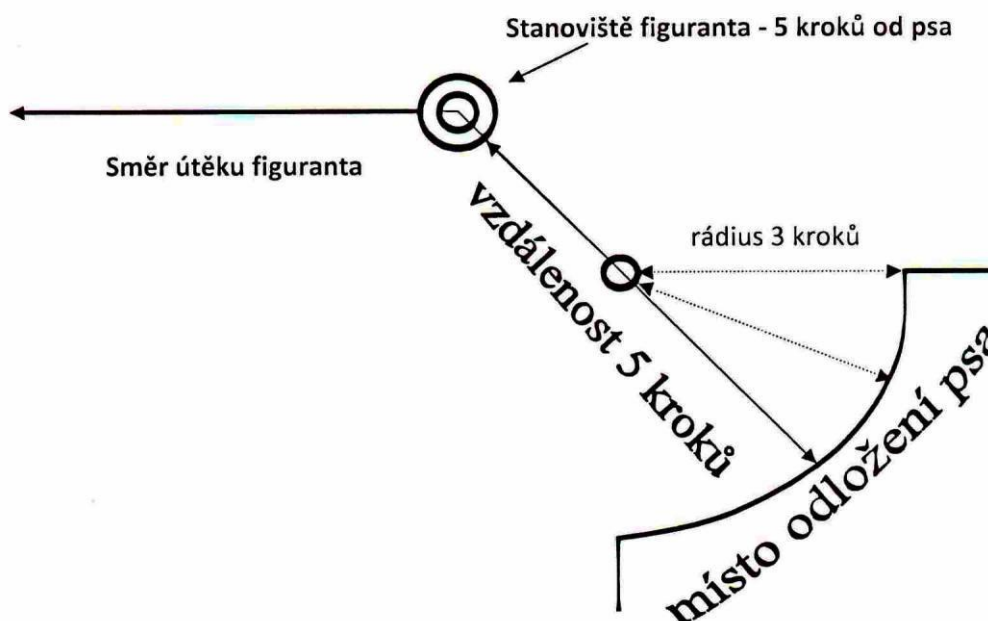 Stanoviště figuranta - 5 kroků od psa
Směr útěku figuranta
vzdálenost 5 kroků
rádius 3 kroků
místo odložení psa